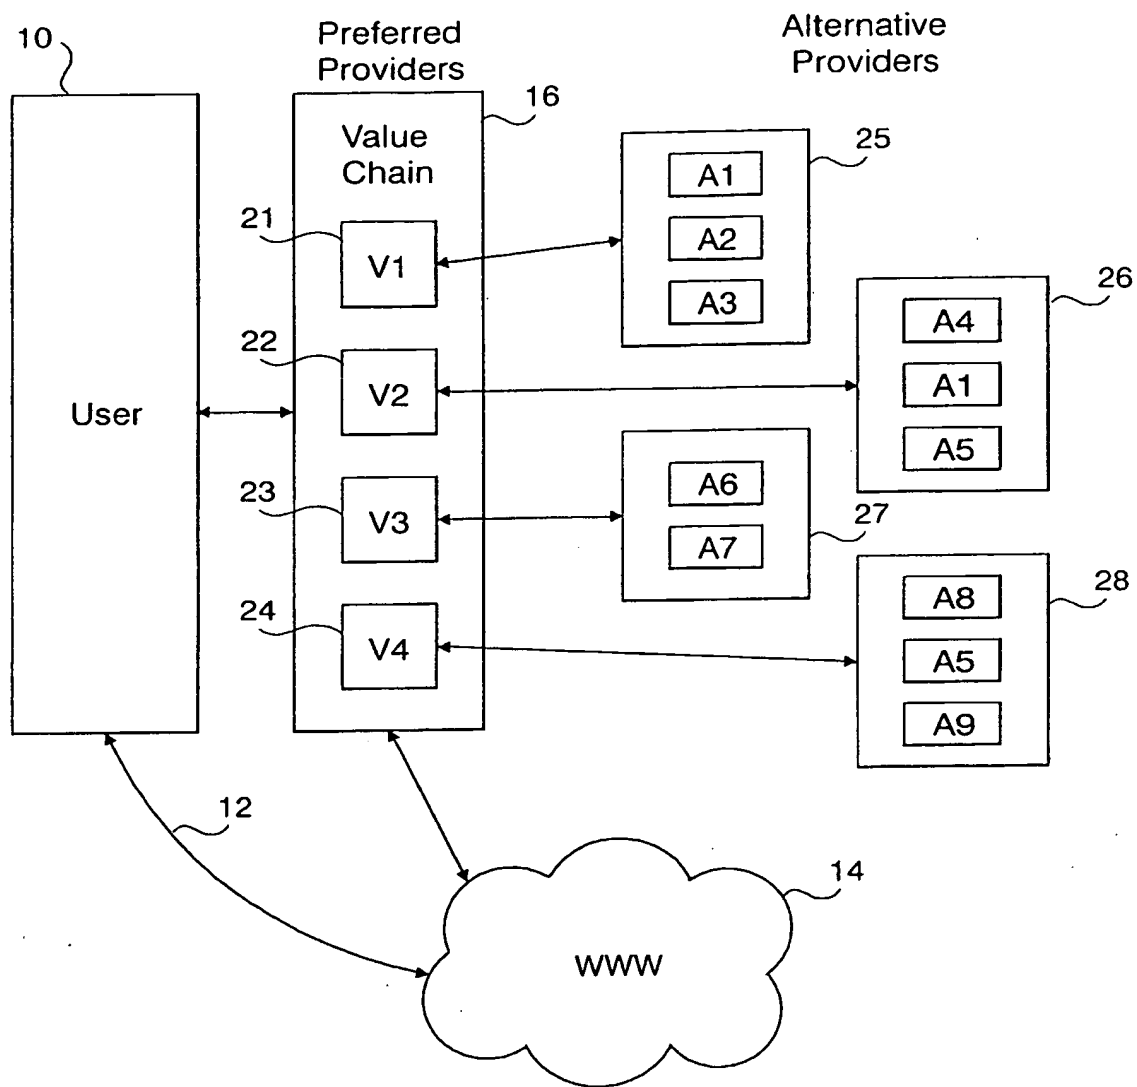 10
Preferred
Providers
Alternative
Providers
16
Value
Chain
25
A1
A2
A3
21
V1
26
A4
A1
A5
22
V2
User
23
V3
A6
A7
27
24
V4
28
A8
A5
A9
12
14
WWW